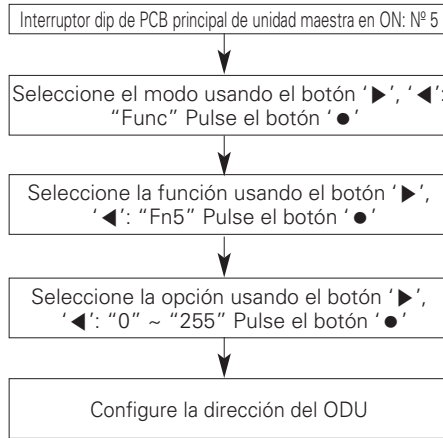 Interruptor dip de PCB principal de unidad maestra en ON: Nº 5
Seleccione el modo usando el botón ‘▶’, ‘◀’:
“Func” Pulse el botón ‘●’
Seleccione la función usando el botón ‘▶’,
‘◀’: “Fn5” Pulse el botón ‘●’
Seleccione la opción usando el botón ‘▶’,
‘◀’: “0” ~ “255” Pulse el botón ‘●’
Configure la dirección del ODU